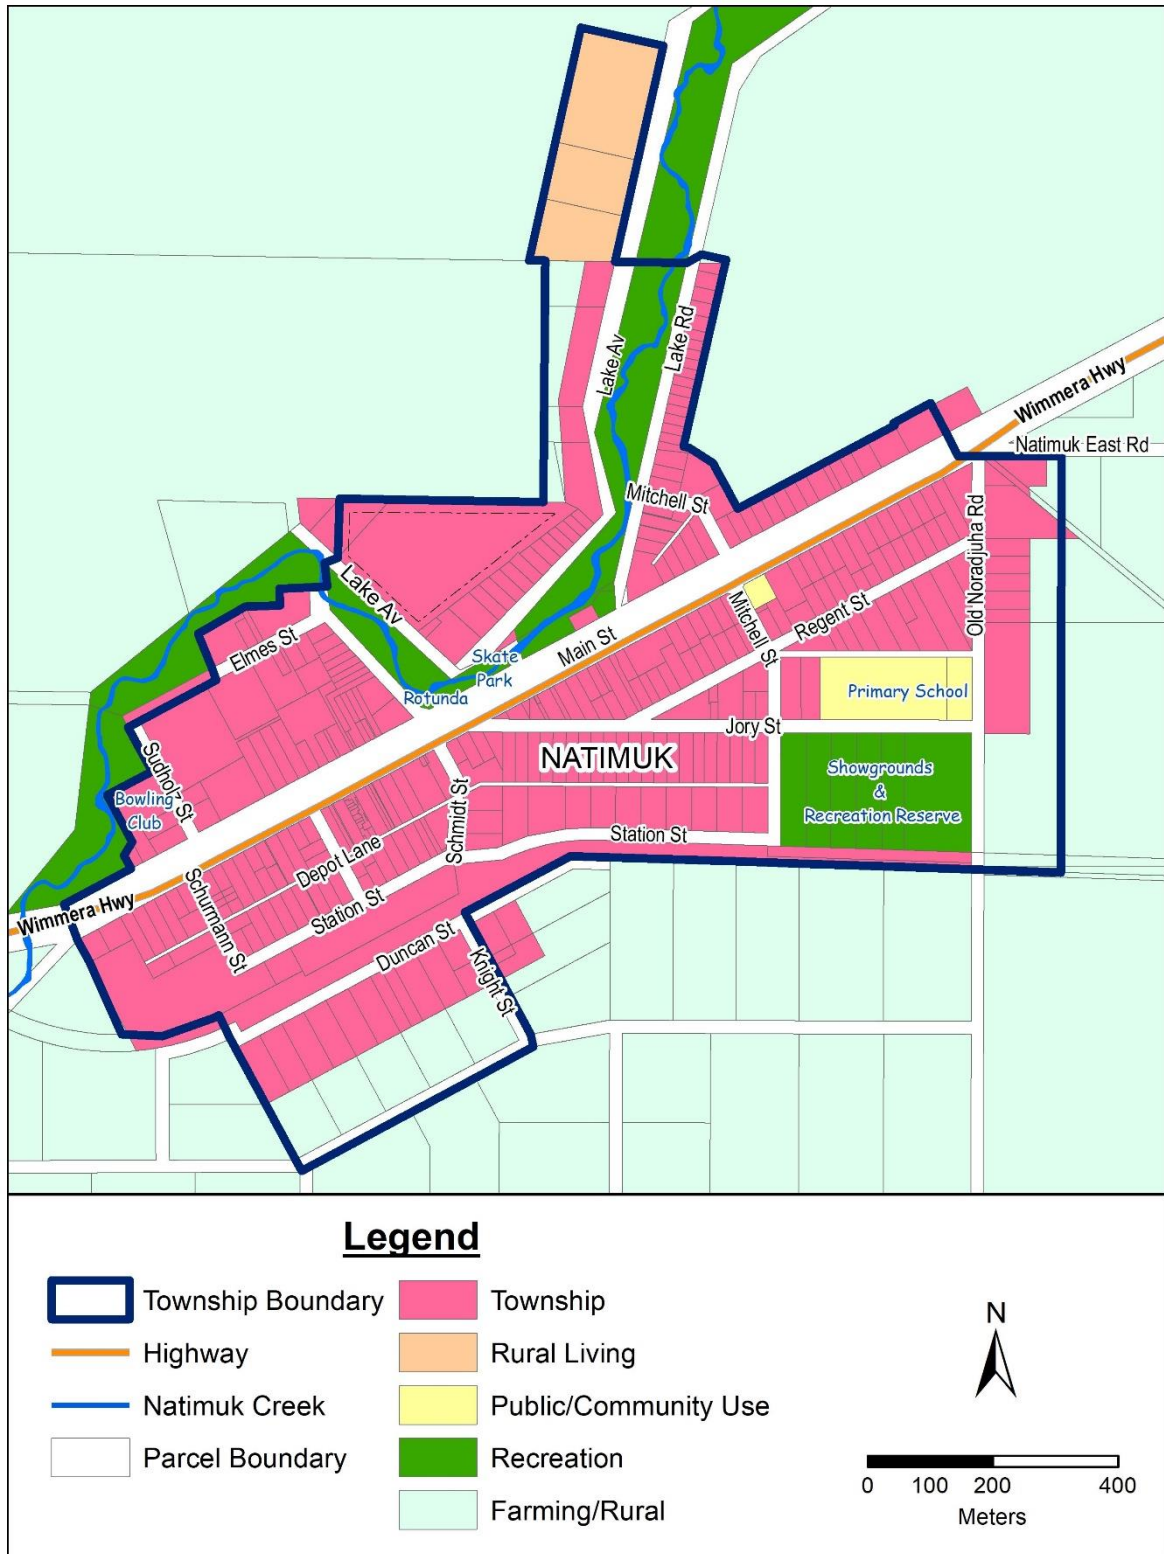 Wimmera Hwy
Natimuk East Rd
Lake Av
Lake Rd
Mitchell St
Old Noradjuha Rd
Lake Av
Elmes St
Skate
Park
Rotunda
Main St
Mitchell St
Regent St
Primary School
Jory St
NATIMUK
Sudholz St
Bowling
Club
Schmidt St
Showgrounds
&
Recreation Reserve
Station St
Depot Lane
Schurmann St
Station St
Wimmera Hwy
Duncan St
Knight St
Legend
Township Boundary
Highway
Natimuk Creek
Parcel Boundary
Township
Rural Living
Public/Community Use
Recreation
Farming/Rural
N
0 100 200 400
Meters